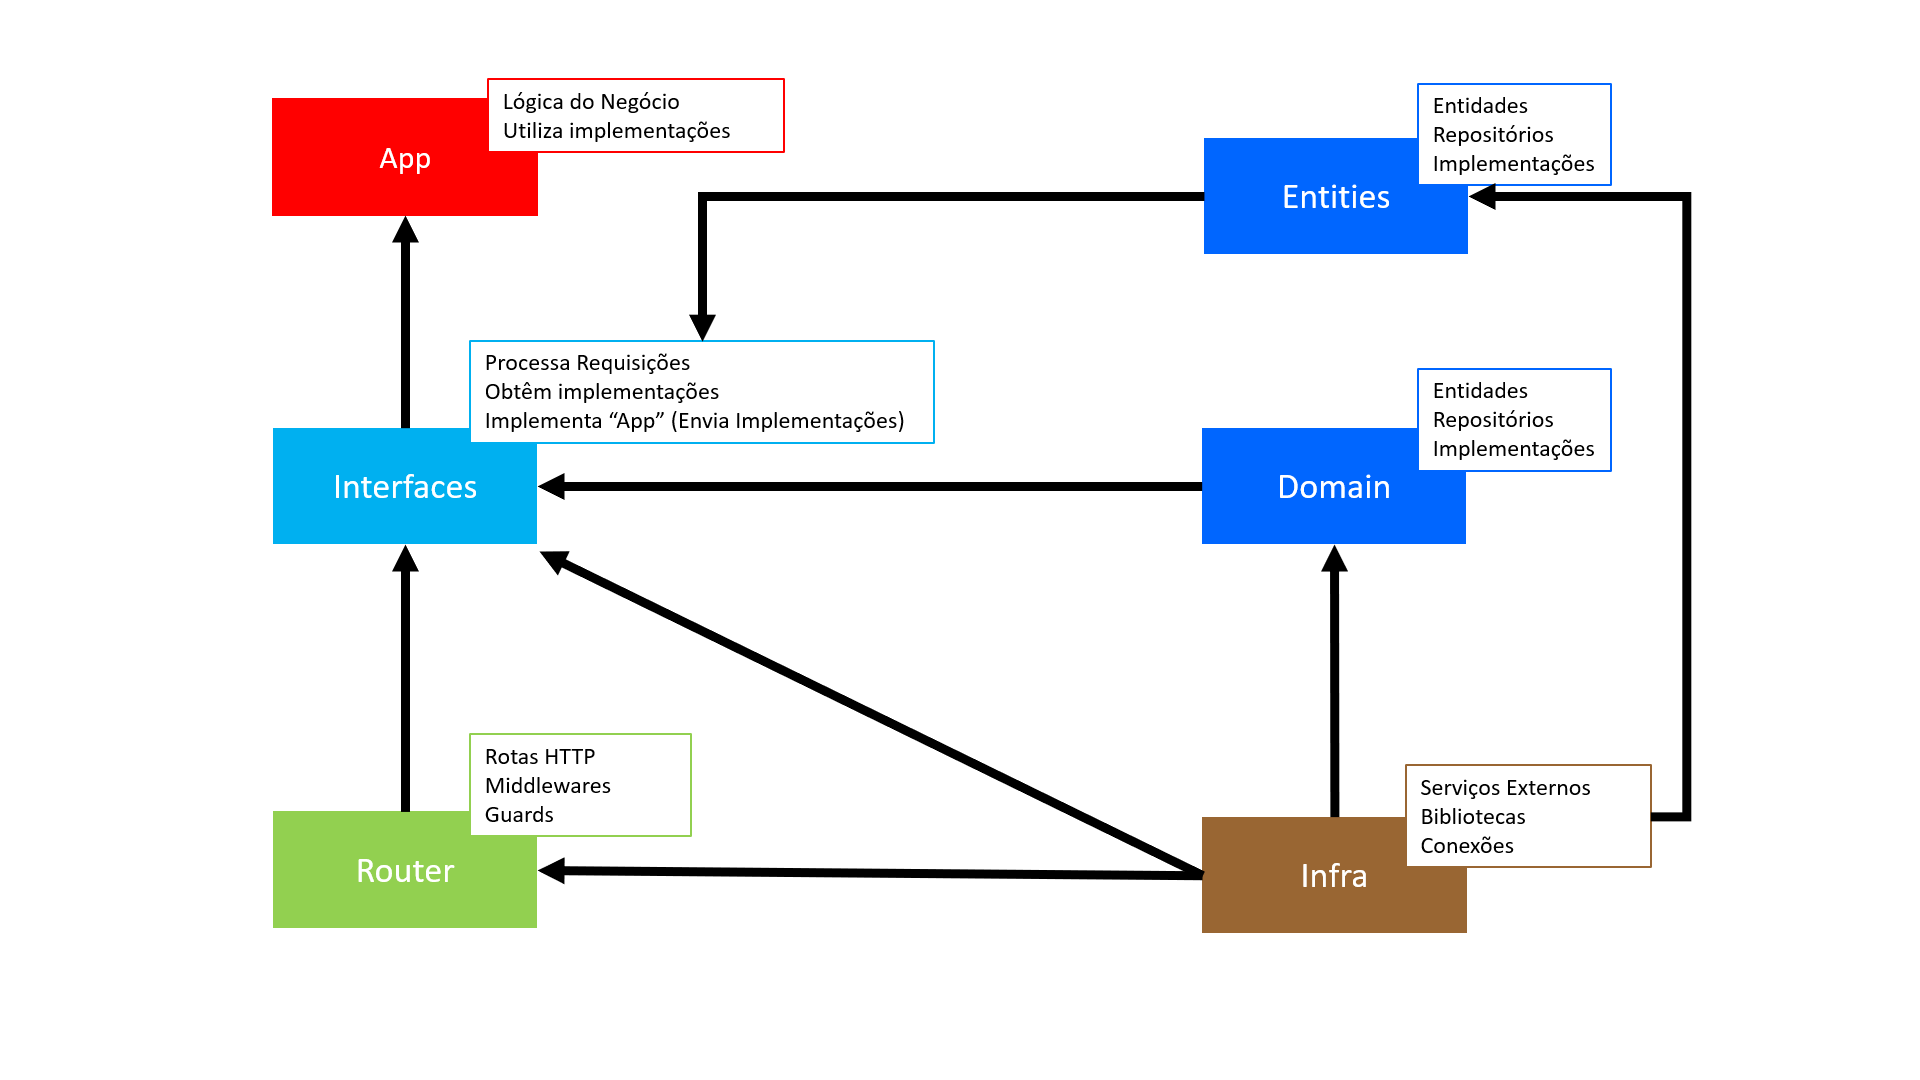 App
Lógica do Negócio
Utiliza implementações
Entities
Entidades
Repositórios
Implementações
Interfaces
Processa Requisições
Obtêm implementações
Implementa “App” (Envia Implementações)
Domain
Entidades
Repositórios
Implementações
Router
Rotas HTTP
Middlewares
Guards
Infra
Serviços Externos
Bibliotecas
Conexões